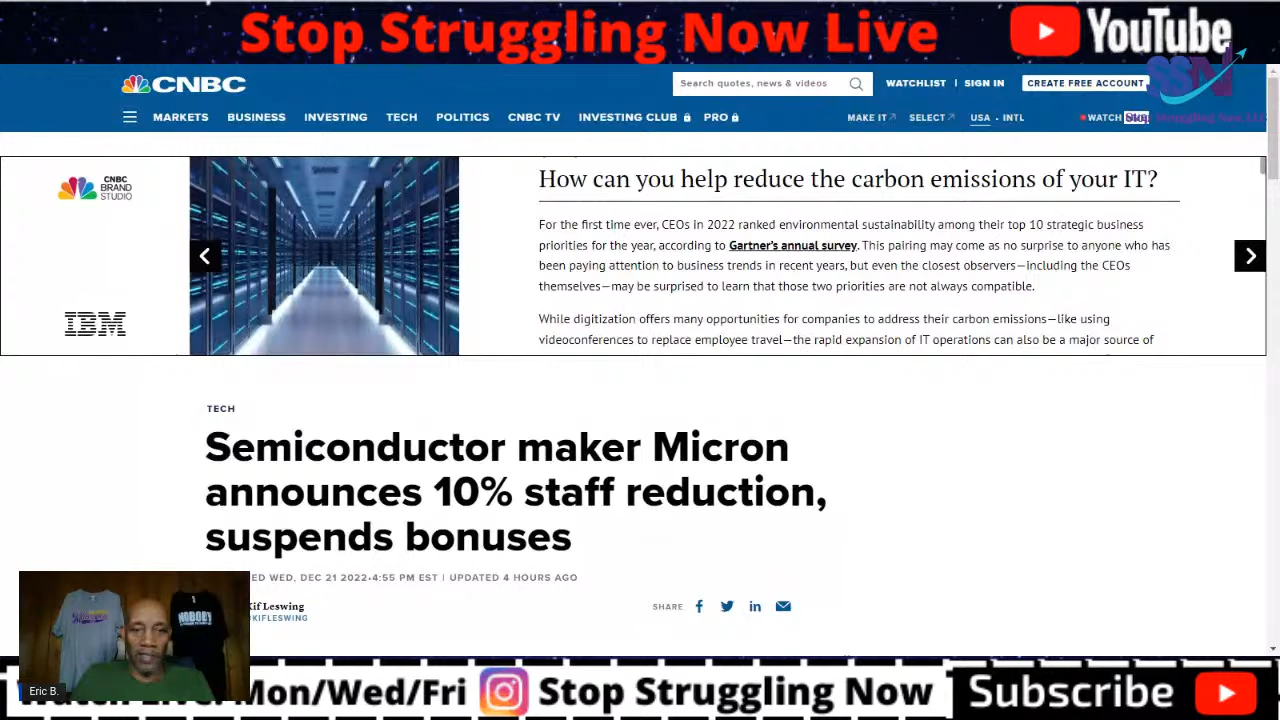 Stop Struggling Now Live
YouTube
CNBC
Search quotes, news & videos
WATCHLIST | SIGN IN
CREATE FREE ACCOUNT
SSN
MARKETS BUSINESS INVESTING TECH POLITICS CNBC TV INVESTING CLUB PRO
MAKE IT SELECT USA • INTL
WATCH
Stop Struggling Now
CNBC
BRAND
STUDIO
IBM
How can you help reduce the carbon emissions of your IT?
For the first time ever, CEOs in 2022 ranked environmental sustainability among their top 10 strategic business
priorities for the year, according to Gartner's annual survey. This pairing may come as no surprise to anyone who has
been paying attention to business trends in recent years, but even the closest observers—including the CEOs
themselves—may be surprised to learn that those two priorities are not always compatible.
While digitization offers many opportunities for companies to address their carbon emissions—like using
videoconferences to replace employee travel—the rapid expansion of IT operations can also be a major source of
TECH
Semiconductor maker Micron
announces 10% staff reduction,
suspends bonuses
WED, DEC 21 2022•4:55 PM EST | UPDATED 4 HOURS AGO
Kif Leswing
KIFLESWING
SHARE
NOBODY
Eric B.
Mon/Wed/Fri
Stop Struggling Now
Subscribe